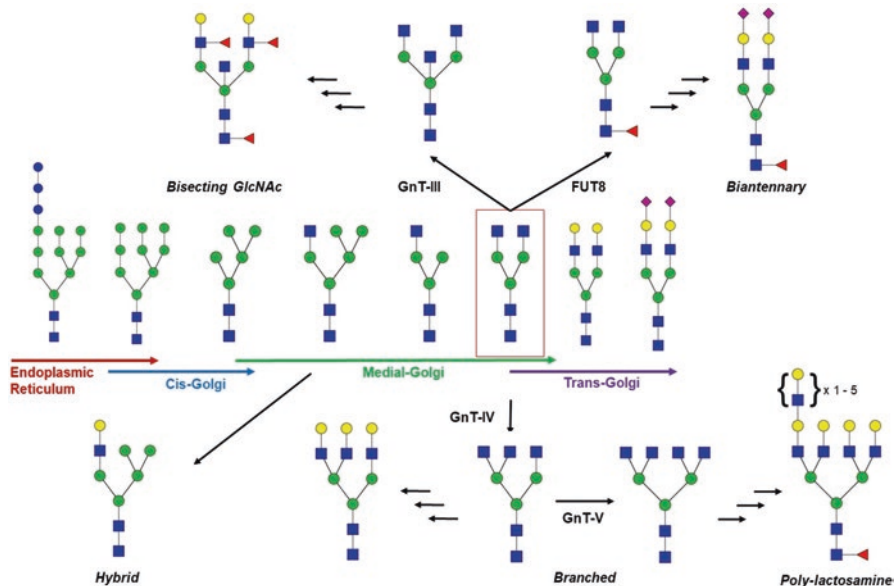 Bisecting GlcNAc
GnT-III
FUT8
Biantennary
Endoplasmic
Reticulum
Cis-Golgi
Medial-Golgi
Trans-Golgi
{ } x 1 - 5
GnT-IV
GnT-V
Hybrid
Branched
Poly-lactosamine